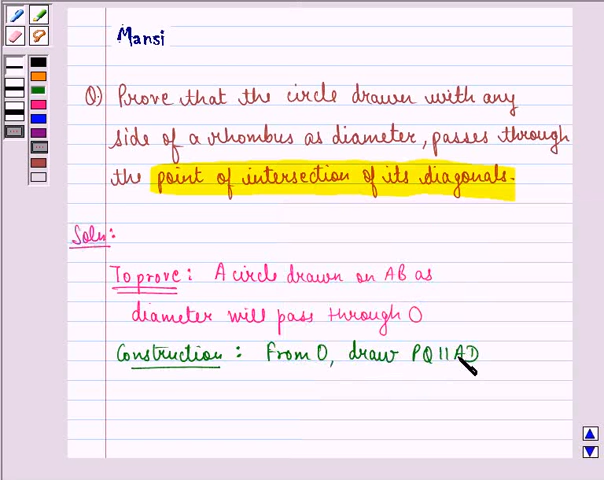 Mansi
Q) Prove that the circle drawn with any
side of a rhombus as diameter, passes through
the point of intersection of its diagonals.
Soln:
To prove: A circle drawn on AB as
diameter will pass through O
Construction: From O, draw PQ || AD